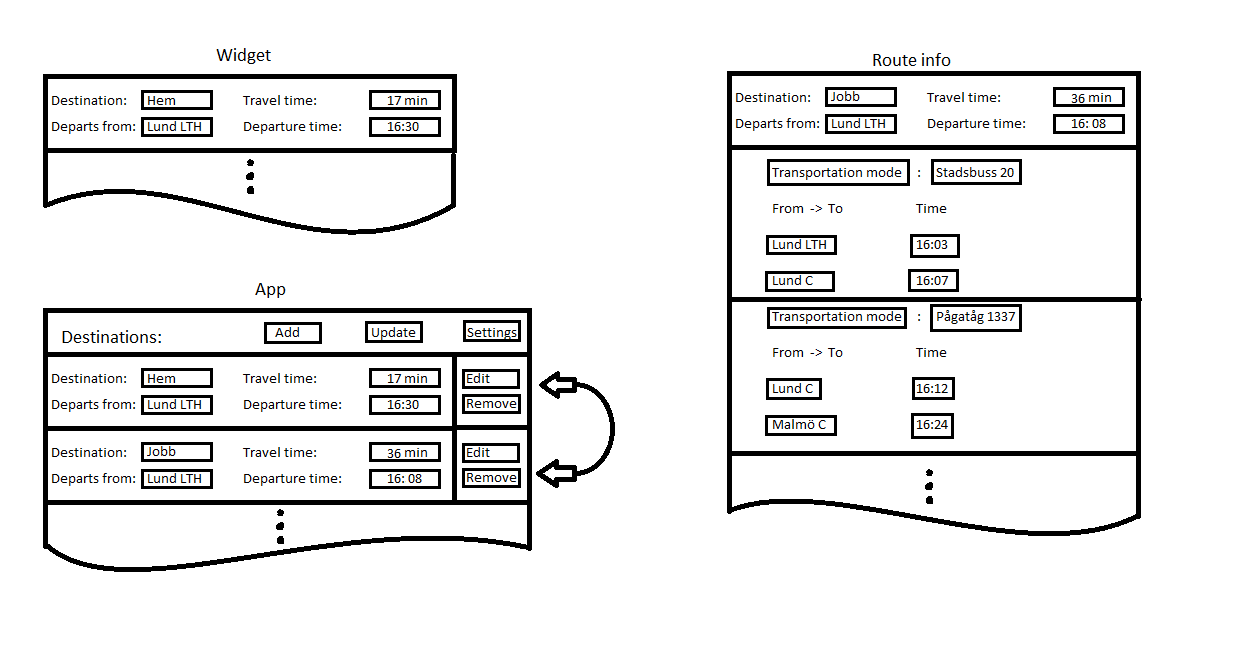 Widget
Destination: Hem Travel time: 17 min
Departs from: Lund LTH Departure time: 16:30
App
Destinations: Add Update Settings
Destination: Hem Travel time: 17 min Edit
Departs from: Lund LTH Departure time: 16:30 Remove
Destination: Jobb Travel time: 36 min Edit
Departs from: Lund LTH Departure time: 16: 08 Remove
Route info
Destination: Jobb Travel time: 36 min
Departs from: Lund LTH Departure time: 16: 08
Transportation mode : Stadsbuss 20
From -> To Time
Lund LTH 16:03
Lund C 16:07
Transportation mode : Pågatåg 1337
From -> To Time
Lund C 16:12
Malmö C 16:24